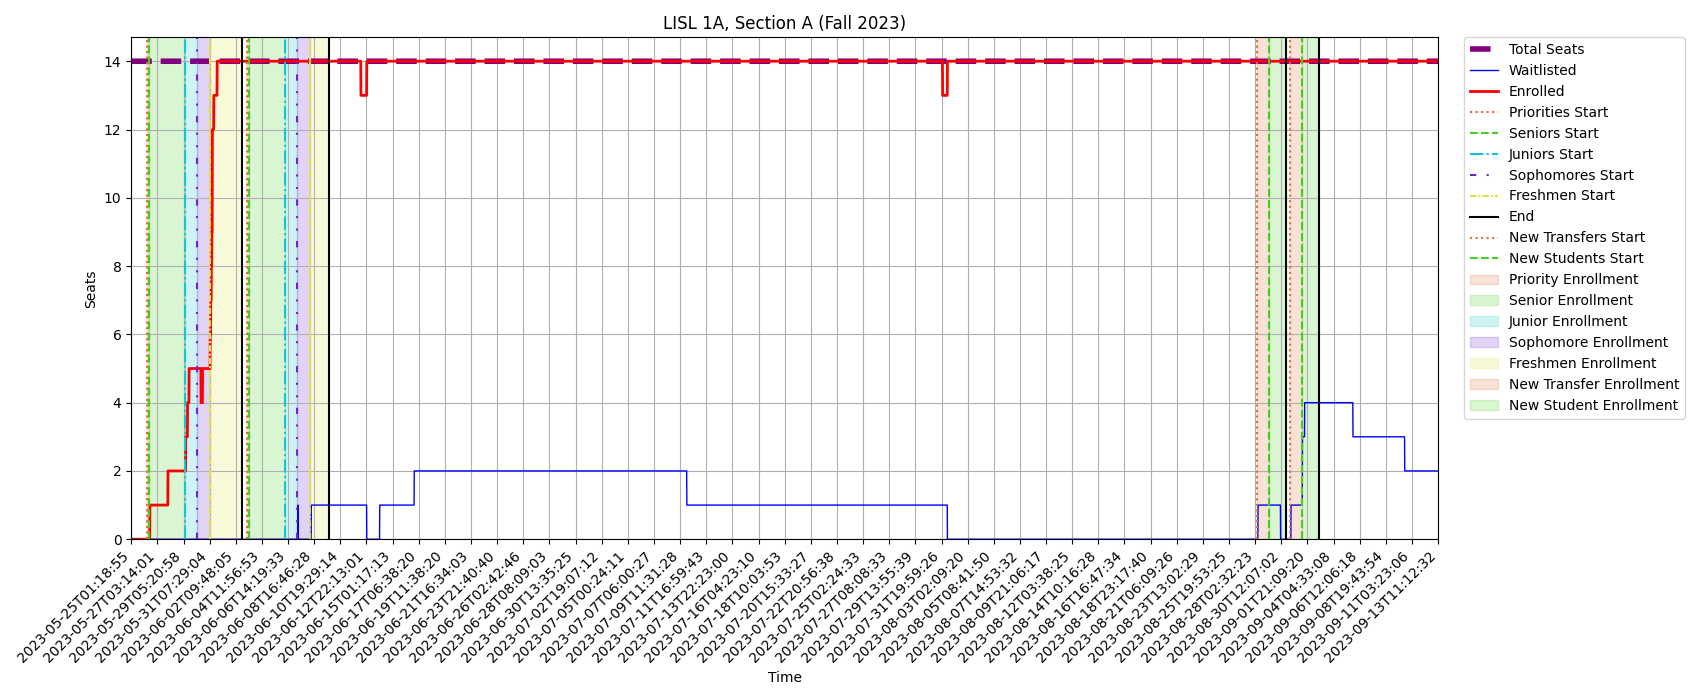 LISL 1A, Section A (Fall 2023)
Seats
14
12
10
8
6
4
2
0
2023-05-25T01:18:55
2023-05-27T03:14:01
2023-05-29T05:20:58
2023-05-31T07:29:04
2023-06-02T09:48:05
2023-06-04T11:56:53
2023-06-06T14:19:33
2023-06-08T16:46:28
2023-06-10T19:29:14
2023-06-12T22:13:01
2023-06-15T01:17:13
2023-06-17T06:38:20
2023-06-19T11:38:20
2023-06-21T16:34:03
2023-06-23T21:40:40
2023-06-26T02:42:46
2023-06-28T08:09:03
2023-06-30T13:35:25
2023-07-02T19:07:12
2023-07-05T00:24:11
2023-07-07T06:00:27
2023-07-09T11:31:28
2023-07-11T16:59:43
2023-07-13T22:23:00
2023-07-16T04:23:10
2023-07-18T10:03:53
2023-07-20T15:33:27
2023-07-22T20:56:38
2023-07-25T02:24:33
2023-07-27T08:08:33
2023-07-29T13:55:39
2023-07-31T19:59:26
2023-08-03T02:09:20
2023-08-05T08:41:50
2023-08-07T14:53:32
2023-08-09T21:06:17
2023-08-12T03:38:25
2023-08-14T10:16:28
2023-08-16T16:47:34
2023-08-18T23:17:40
2023-08-21T06:09:26
2023-08-23T13:02:29
2023-08-25T19:53:25
2023-08-28T02:32:23
2023-08-30T12:07:02
2023-09-01T21:09:20
2023-09-04T04:33:08
2023-09-06T12:06:18
2023-09-08T19:43:54
2023-09-11T03:23:06
2023-09-13T11:12:32
Time
Total Seats
Waitlisted
Enrolled
Priorities Start
Seniors Start
Juniors Start
Sophomores Start
Freshmen Start
End
New Transfers Start
New Students Start
Priority Enrollment
Senior Enrollment
Junior Enrollment
Sophomore Enrollment
Freshmen Enrollment
New Transfer Enrollment
New Student Enrollment